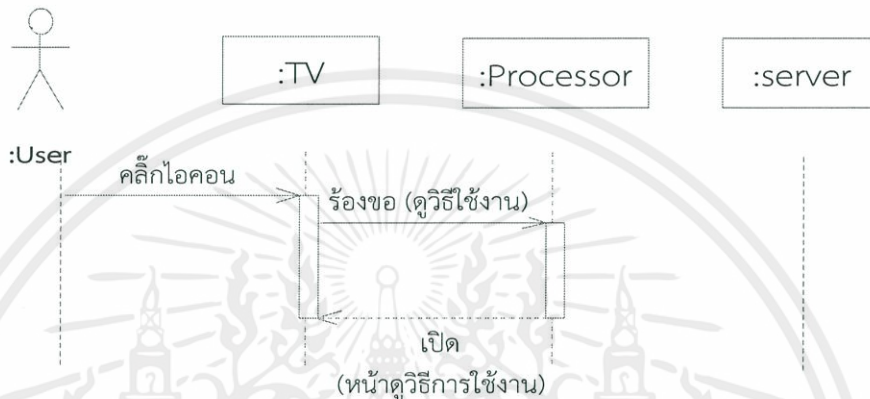 :TV
:Processor
:server
:User
คลิ๊กไอคอน
ร้องขอ (ดูวิธีใช้งาน)
เปิด
(หน้าดูวิธีการใช้งาน)